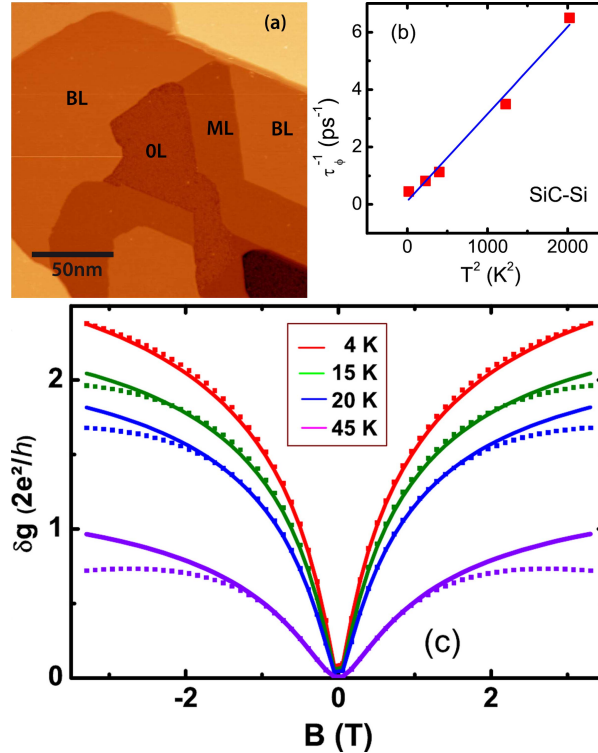 (a)
BL
ML
BL
0L
50nm
(b)
6
4
2
0
τϕ⁻¹ (ps⁻¹)
SiC-Si
0 1000 2000
T² (K²)
4 K
15 K
20 K
45 K
2
1
0
δg (2e²/h)
(c)
-2 0 2
B (T)